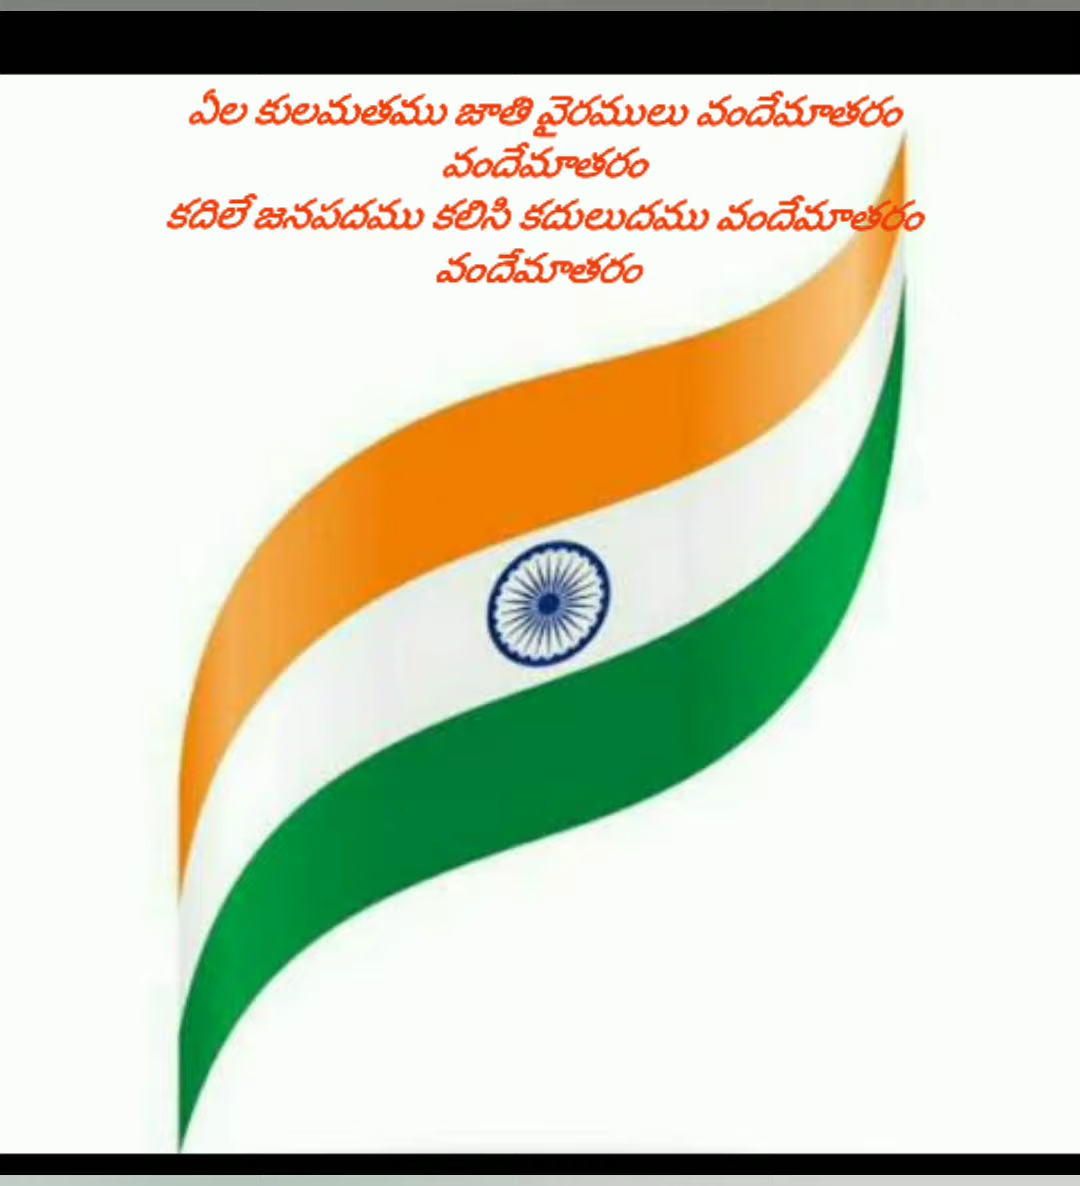 ఏల కులమతము జాతి వైరములు వందేమాతరం
వందేమాతరం
కదిలే జనపదము కలిసి కదులుదము వందేమాతరం
వందేమాతరం